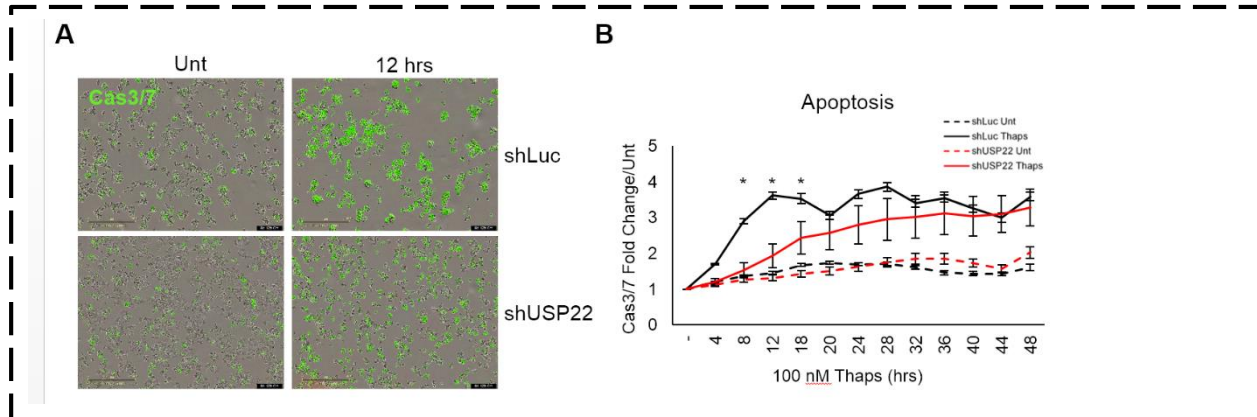 A
Unt
12 hrs
Cas3/7
shLuc
shUSP22
B
Apoptosis
shLuc Unt
shLuc Thaps
shUSP22 Unt
shUSP22 Thaps
* * *
Cas3/7 Fold Change/Unt
5
4
3
2
1
0
- 4 8 12 18 20 24 28 32 36 40 44 48
100 nM Thaps (hrs)